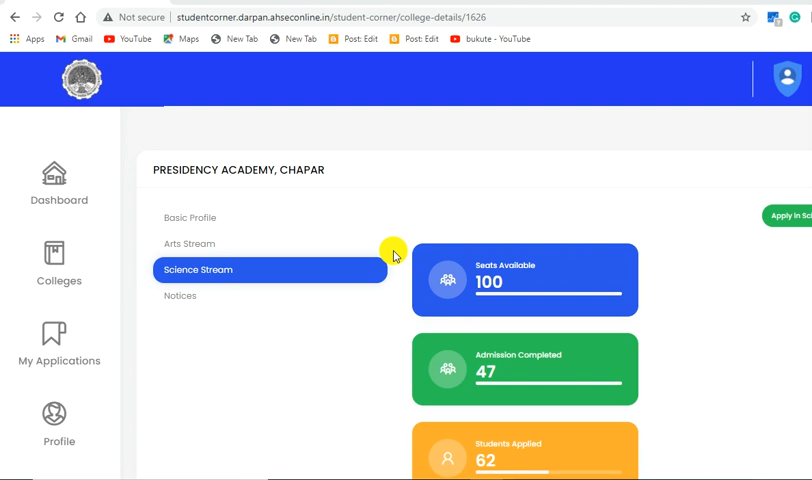 Not secure | studentcorner.darpan.ahseconline.in/student-corner/college-details/1626
Apps Gmail YouTube Maps New Tab New Tab Post: Edit Post: Edit bukute - YouTube
PRESIDENCY ACADEMY, CHAPAR
Dashboard
Colleges
My Applications
Profile
Basic Profile
Arts Stream
Science Stream
Notices
Apply in Sci
Seats Available
100
Admission Completed
47
Students Applied
62